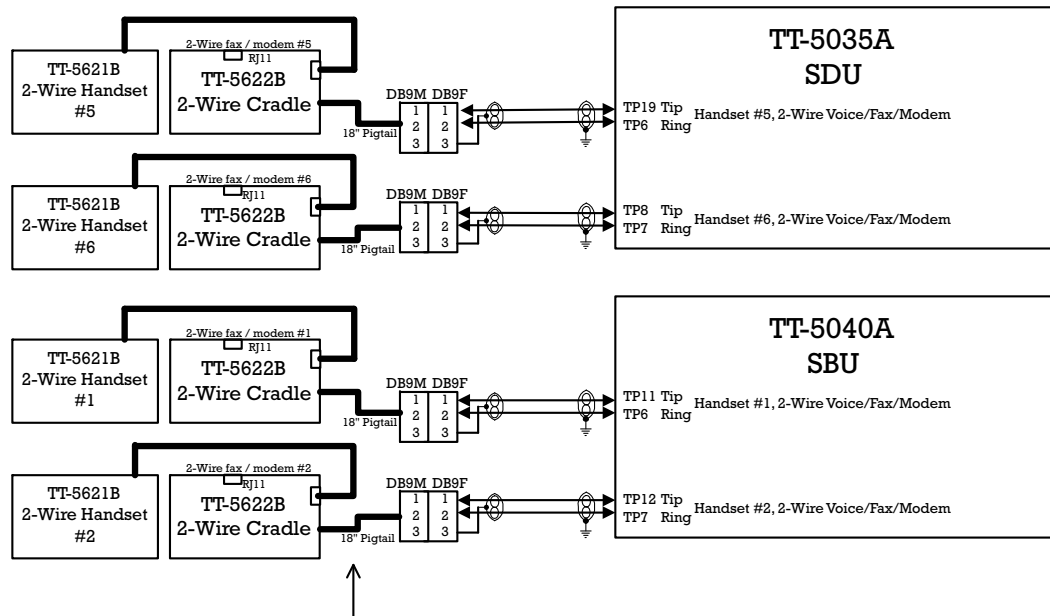 TT-5035A
SDU
2-Wire fax / modem #5
RJ11
TT-5621B
2-Wire Handset
#5
TT-5622B
2-Wire Cradle
18" Pigtail
DB9M DB9F
1 1
2 2
3 3
TP19 Tip
TP6 Ring
Handset #5, 2-Wire Voice/Fax/Modem
2-Wire fax / modem #6
RJ11
TT-5621B
2-Wire Handset
#6
TT-5622B
2-Wire Cradle
18" Pigtail
DB9M DB9F
1 1
2 2
3 3
TP8 Tip
TP7 Ring
Handset #6, 2-Wire Voice/Fax/Modem
TT-5040A
SBU
2-Wire fax / modem #1
RJ11
TT-5621B
2-Wire Handset
#1
TT-5622B
2-Wire Cradle
18" Pigtail
DB9M DB9F
1 1
2 2
3 3
TP11 Tip
TP6 Ring
Handset #1, 2-Wire Voice/Fax/Modem
2-Wire fax / modem #2
RJ11
TT-5621B
2-Wire Handset
#2
TT-5622B
2-Wire Cradle
18" Pigtail
DB9M DB9F
1 1
2 2
3 3
TP12 Tip
TP7 Ring
Handset #2, 2-Wire Voice/Fax/Modem